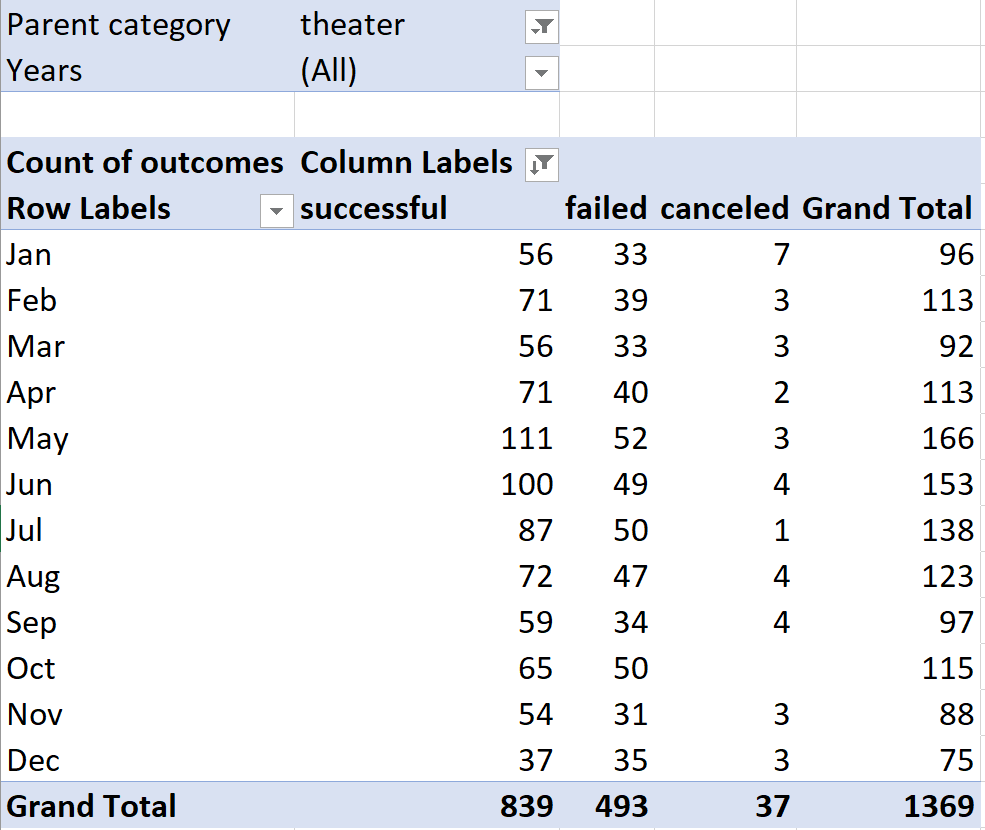 Parent category theater
Years (All)
Count of outcomes Column Labels
Row Labels successful failed canceled Grand Total
Jan 56 33 7 96
Feb 71 39 3 113
Mar 56 33 3 92
Apr 71 40 2 113
May 111 52 3 166
Jun 100 49 4 153
Jul 87 50 1 138
Aug 72 47 4 123
Sep 59 34 4 97
Oct 65 50 115
Nov 54 31 3 88
Dec 37 35 3 75
Grand Total 839 493 37 1369